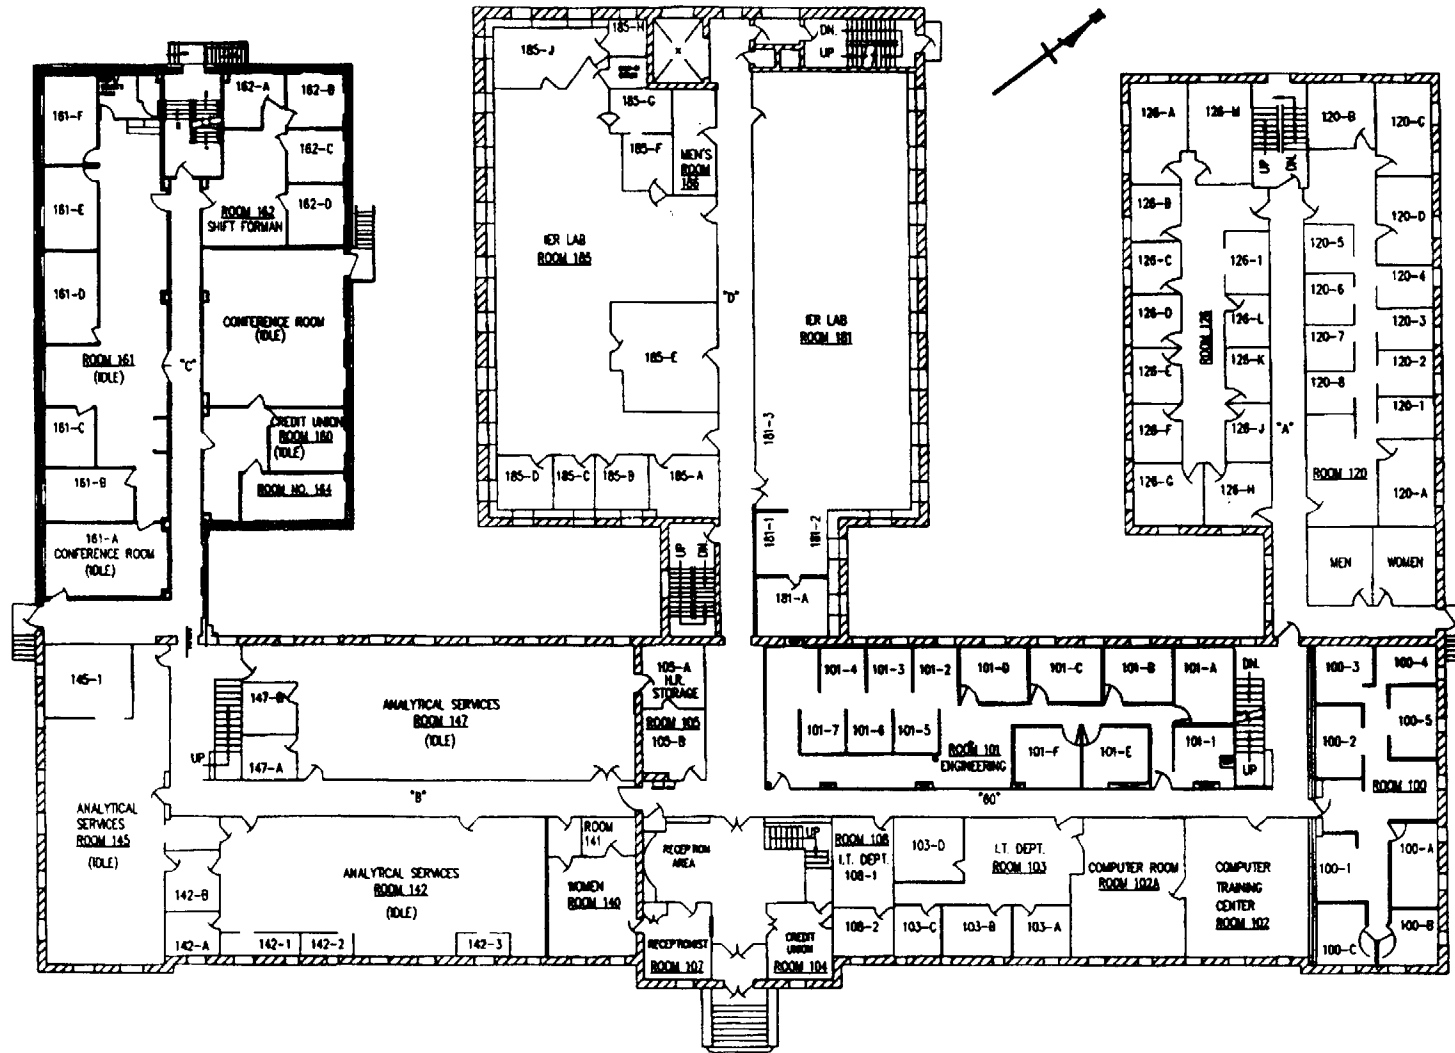 161-F
161-E
161-D
ROOM 161
(IDLE)
161-C
161-B
161-A
CONFERENCE ROOM
(IDLE)
"C"
162-A
162-B
162-C
162-D
ROOM 162
SHIFT FORMAN
CONFERENCE ROOM
(IDLE)
CREDIT UNION
ROOM 160
(IDLE)
ROOM NO. 164
185-J
185-H
185-G
185-F
MEN'S
ROOM
186
X
DN.
UP
IER LAB
ROOM 185
185-E
185-D
185-C
185-B
185-A
"D"
IER LAB
ROOM 181
181-3
181-1
181-2
181-A
UP
DN.
126-A
126-M
UP
DN.
120-B
120-C
126-B
126-C
126-D
126-E
126-F
126-G
126-H
126-1
126-L
126-K
126-J
ROOM 126
"A"
120-D
120-5
120-4
120-6
120-3
120-7
120-2
120-8
120-1
ROOM 120
120-A
MEN
WOMEN
145-1
ANALYTICAL
SERVICES
ROOM 145
(IDLE)
147-B
147-A
UP
ANALYTICAL SERVICES
ROOM 147
(IDLE)
105-A
H.R.
STORAGE
ROOM 105
105-B
101-4
101-3
101-2
101-D
101-C
101-B
101-A
DN.
101-7
101-6
101-5
ROOM 101
ENGINEERING
101-F
101-E
101-1
UP
100-3
100-4
100-5
100-2
ROOM 100
100-1
100-A
100-B
100-C
"B"
"60"
142-B
142-A
ANALYTICAL SERVICES
ROOM 142
(IDLE)
142-1
142-2
142-3
ROOM
141
WOMEN
ROOM 140
RECEPTION
AREA
UP
RECEPTIONIST
ROOM 107
CREDIT
UNION
ROOM 104
ROOM 108
I.T. DEPT.
108-1
108-2
103-D
I.T. DEPT.
ROOM 103
103-C
103-B
103-A
COMPUTER ROOM
ROOM 102A
COMPUTER
TRAINING
CENTER
ROOM 102